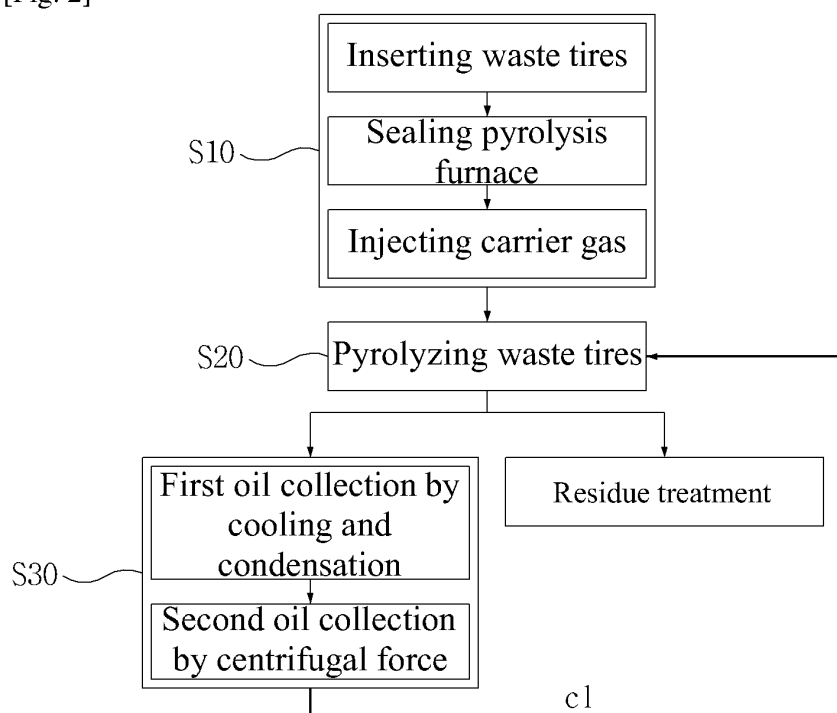 [Fig. 2]
Inserting waste tires
S10
Sealing pyrolysis
furnace
Injecting carrier gas
S20
Pyrolyzing waste tires
First oil collection by
cooling and
condensation
Residue treatment
S30
Second oil collection
by centrifugal force
c1